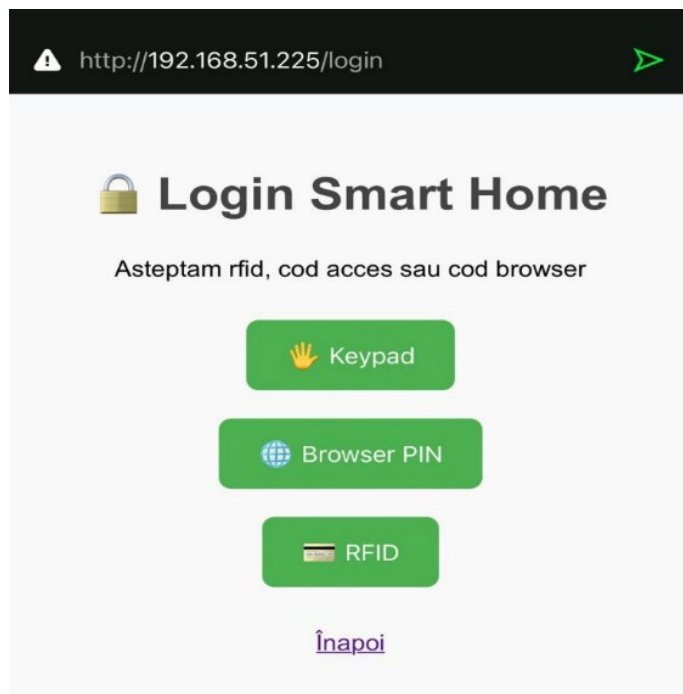 http://192.168.51.225/login
Login Smart Home
Asteptam rfid, cod acces sau cod browser
Keypad
Browser PIN
RFID
Înapoi